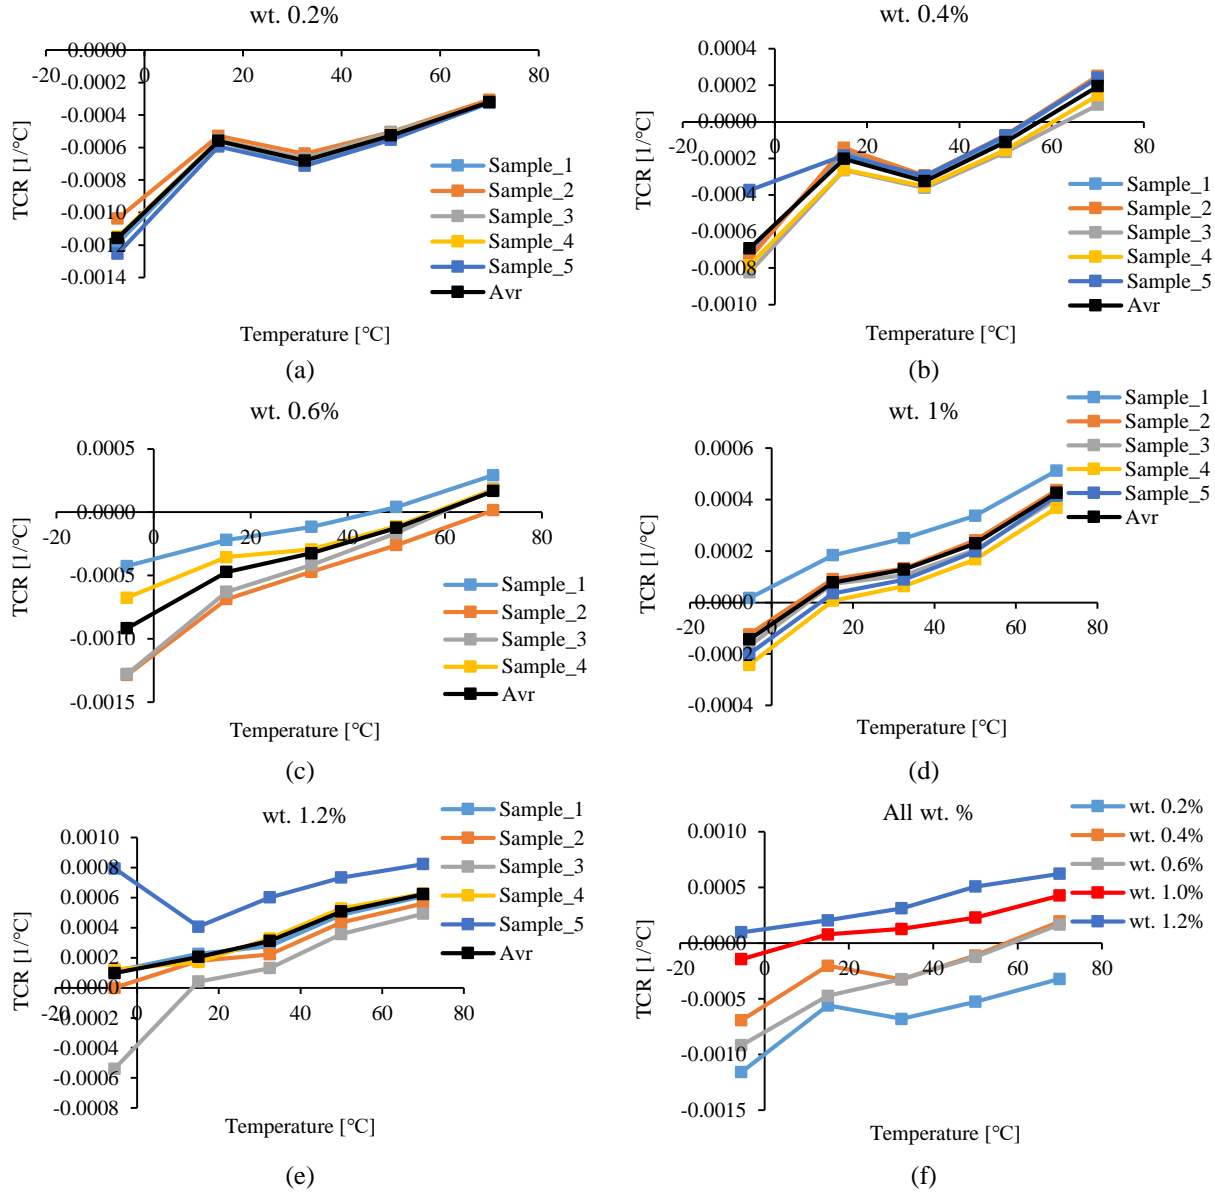 wt. 0.2%
0.0000
-0.0002
-0.0004
-0.0006
-0.0008
-0.0010
-0.0012
-0.0014
-20 0 20 40 60 80
TCR [1/°C]
Sample_1
Sample_2
Sample_3
Sample_4
Sample_5
Avr
Temperature [°C]
(a)
wt. 0.4%
0.0004
0.0002
0.0000
-0.0002
-0.0004
-0.0006
-0.0008
-0.0010
-20 0 20 40 60 80
TCR [1/°C]
Sample_1
Sample_2
Sample_3
Sample_4
Sample_5
Avr
Temperature [°C]
(b)
wt. 0.6%
0.0005
0.0000
-0.0005
-0.0010
-0.0015
-20 0 20 40 60 80
TCR [1/°C]
Sample_1
Sample_2
Sample_3
Sample_4
Avr
Temperature [°C]
(c)
wt. 1%
0.0006
0.0004
0.0002
0.0000
-0.0002
-0.0004
-20 0 20 40 60 80
TCR [1/°C]
Sample_1
Sample_2
Sample_3
Sample_4
Sample_5
Avr
Temperature [°C]
(d)
wt. 1.2%
0.0010
0.0008
0.0006
0.0004
0.0002
0.0000
-0.0002
-0.0004
-0.0006
-0.0008
-20 0 20 40 60 80
TCR [1/°C]
Sample_1
Sample_2
Sample_3
Sample_4
Sample_5
Avr
Temperature [°C]
(e)
All wt. %
0.0010
0.0005
0.0000
-0.0005
-0.0010
-0.0015
-20 0 20 40 60 80
TCR [1/°C]
wt. 0.2%
wt. 0.4%
wt. 0.6%
wt. 1.0%
wt. 1.2%
Temperature [°C]
(f)